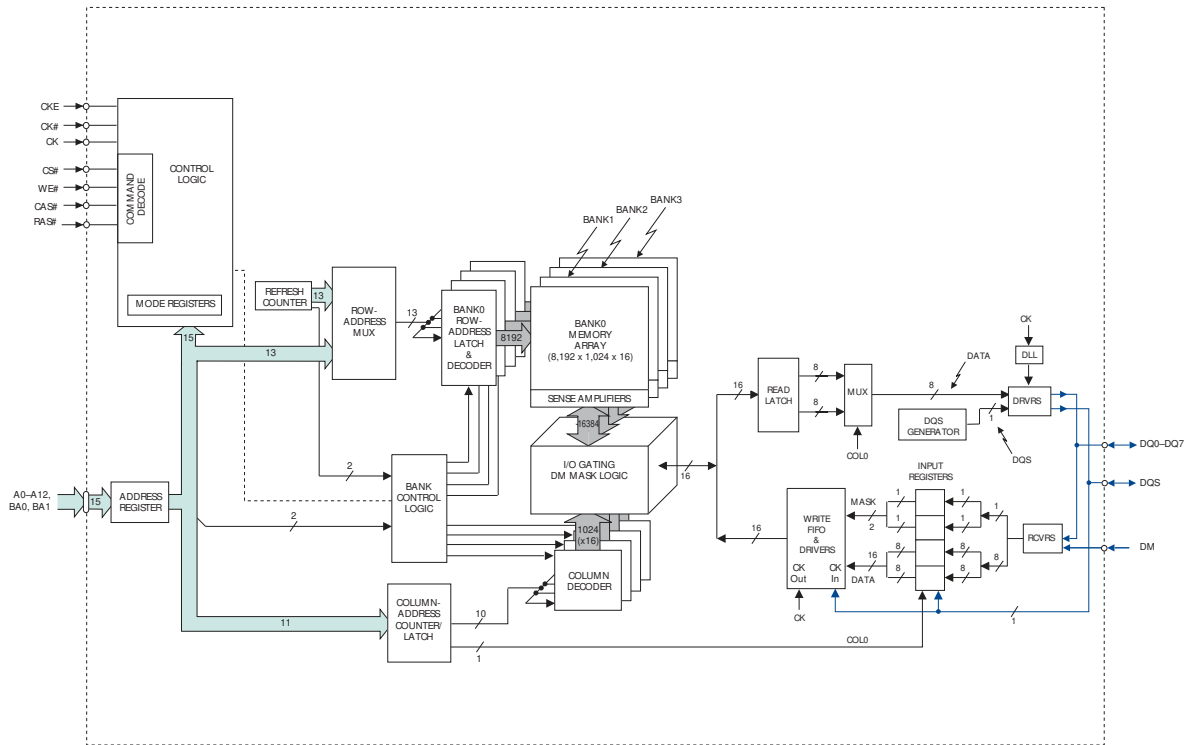 CKE
CK#
CK
CS#
WE#
CAS#
RAS#
COMMAND
DECODE
CONTROL
LOGIC
MODE REGISTERS
15
REFRESH
COUNTER
13
13
ROW-
ADDRESS
MUX
13
BANK0
ROW-
ADDRESS
LATCH
&
DECODER
8192
BANK1
BANK2
BANK3
BANK0
MEMORY
ARRAY
(8,192 x 1,024 x 16)
SENSE AMPLIFIERS
16384
I/O GATING
DM MASK LOGIC
16
1024
(x16)
COLUMN
DECODER
A0–A12,
BA0, BA1
15
ADDRESS
REGISTER
2
2
BANK
CONTROL
LOGIC
11
COLUMN-
ADDRESS
COUNTER/
LATCH
10
1
COL0
16
READ
LATCH
8
8
MUX
COL0
8
DATA
DQS
GENERATOR
1
DQS
CK
DLL
DRVRS
DQ0–DQ7
DQS
DM
16
WRITE
FIFO
&
DRIVERS
CK
Out
CK
In
CK
MASK
2
16
DATA
INPUT
REGISTERS
1
1
8
8
1
1
8
8
1
8
RCVRS
1